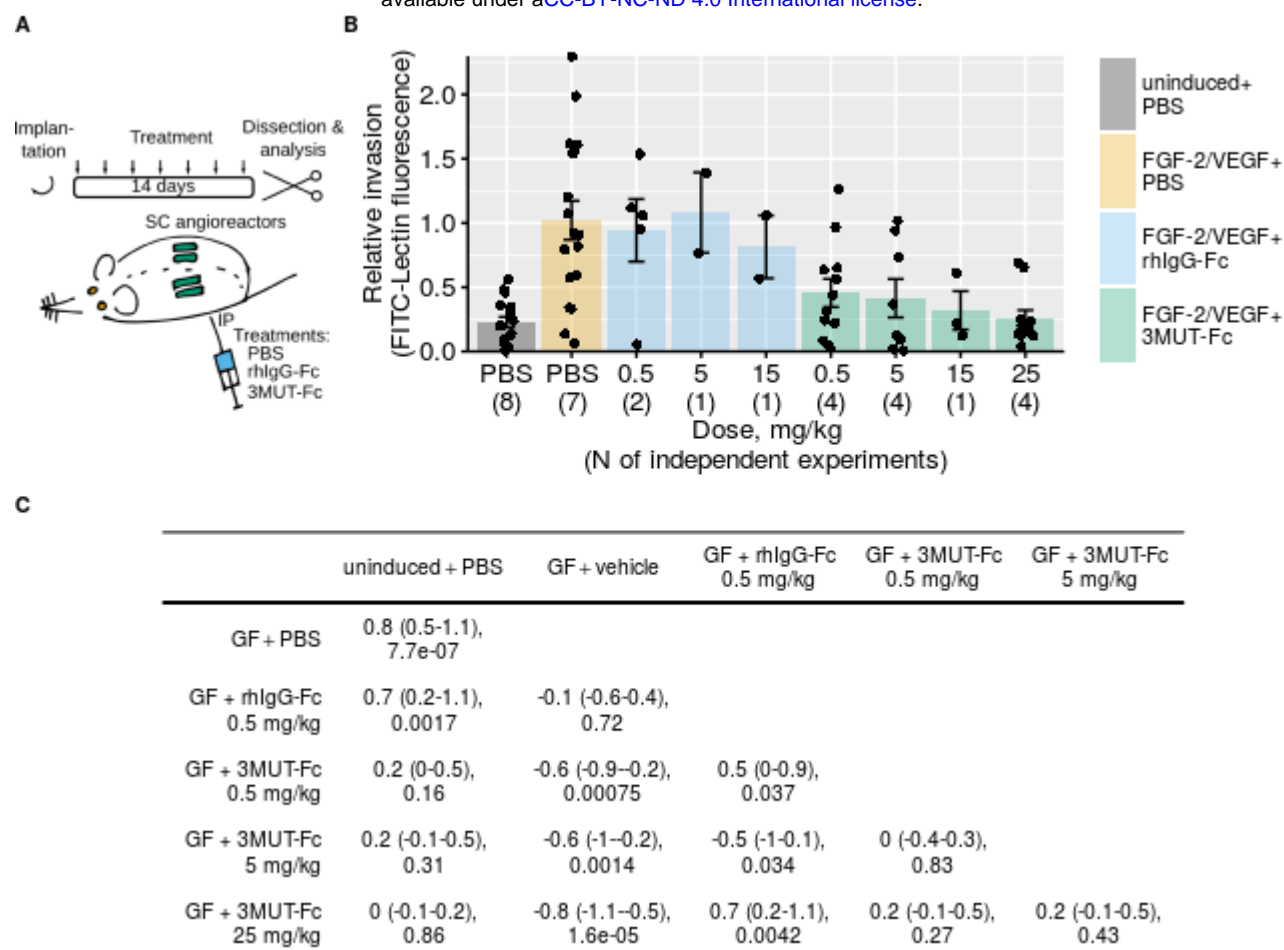 available under aCC-BY-NC-ND 4.0 International license.
A
Implan-
tation
Treatment
Dissection &
analysis
14 days
SC angioreactors
IP
Treatments:
PBS
rhIgG-Fc
3MUT-Fc
B
Relative invasion
(FITC-Lectin fluorescence)
2.0
1.5
1.0
0.5
0.0
PBS PBS 0.5 5 15 0.5 5 15 25
(8) (7) (2) (1) (1) (4) (4) (1) (4)
Dose, mg/kg
(N of independent experiments)
uninduced+
PBS
FGF-2/VEGF+
PBS
FGF-2/VEGF+
rhIgG-Fc
FGF-2/VEGF+
3MUT-Fc
C
uninduced + PBS GF + vehicle GF + rhIgG-Fc 0.5 mg/kg GF + 3MUT-Fc 0.5 mg/kg GF + 3MUT-Fc 5 mg/kg
GF + PBS 0.8 (0.5-1.1),
7.7e-07
GF + rhIgG-Fc 0.7 (0.2-1.1), -0.1 (-0.6-0.4),
0.5 mg/kg 0.0017 0.72
GF + 3MUT-Fc 0.2 (0-0.5), -0.6 (-0.9--0.2), 0.5 (0-0.9),
0.5 mg/kg 0.16 0.00075 0.037
GF + 3MUT-Fc 0.2 (-0.1-0.5), -0.6 (-1--0.2), -0.5 (-1-0.1), 0 (-0.4-0.3),
5 mg/kg 0.31 0.0014 0.034 0.83
GF + 3MUT-Fc 0 (-0.1-0.2), -0.8 (-1.1--0.5), 0.7 (0.2-1.1), 0.2 (-0.1-0.5), 0.2 (-0.1-0.5),
25 mg/kg 0.86 1.6e-05 0.0042 0.27 0.43